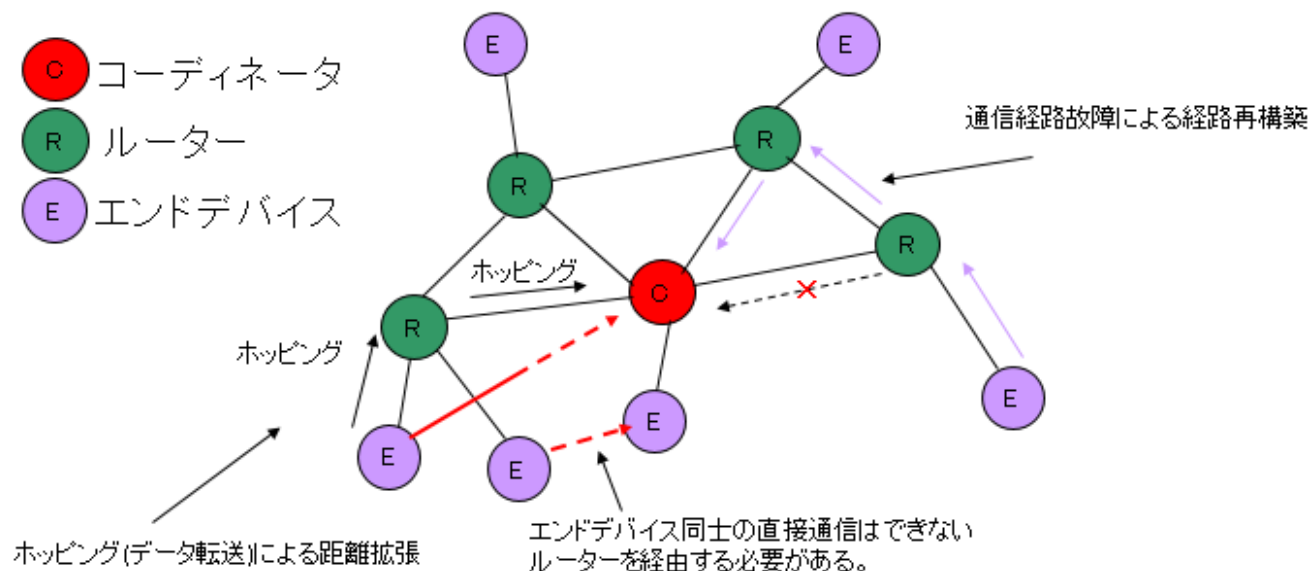 E
E
C コーディネータ
R ルーター
E エンドデバイス
通信経路故障による経路再構築
R
R
R
ホッピング
C
R
ホッピング
E
E
E
E
ホッピング(データ転送)による距離拡張
エンドデバイス同士の直接通信はできない
ルーターを経由する必要がある。